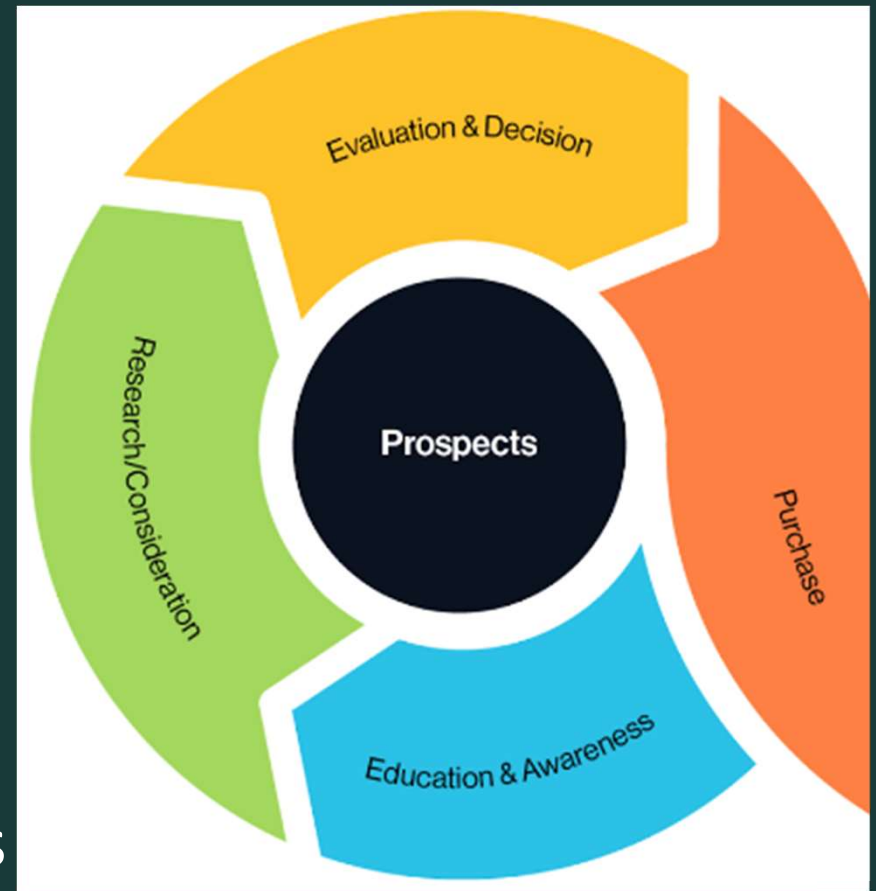 Evaluation & Decision
Research/Consideration
Prospects
Purchase
Education & Awareness
s